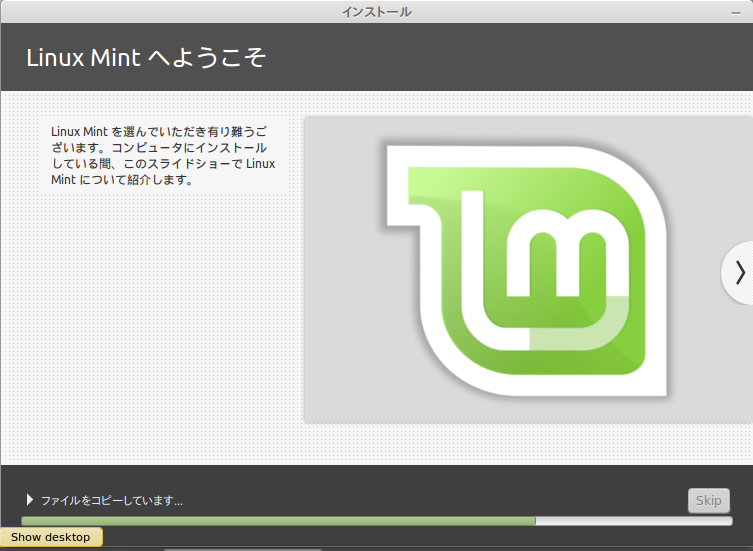 インストール
Linux Mint へようこそ
Linux Mint を選んでいただき有り難うご
ざいます。コンピュータにインストール
している間、このスライドショーで Linux
Mint について紹介します。
ファイルをコピーしています...
Skip
Show desktop